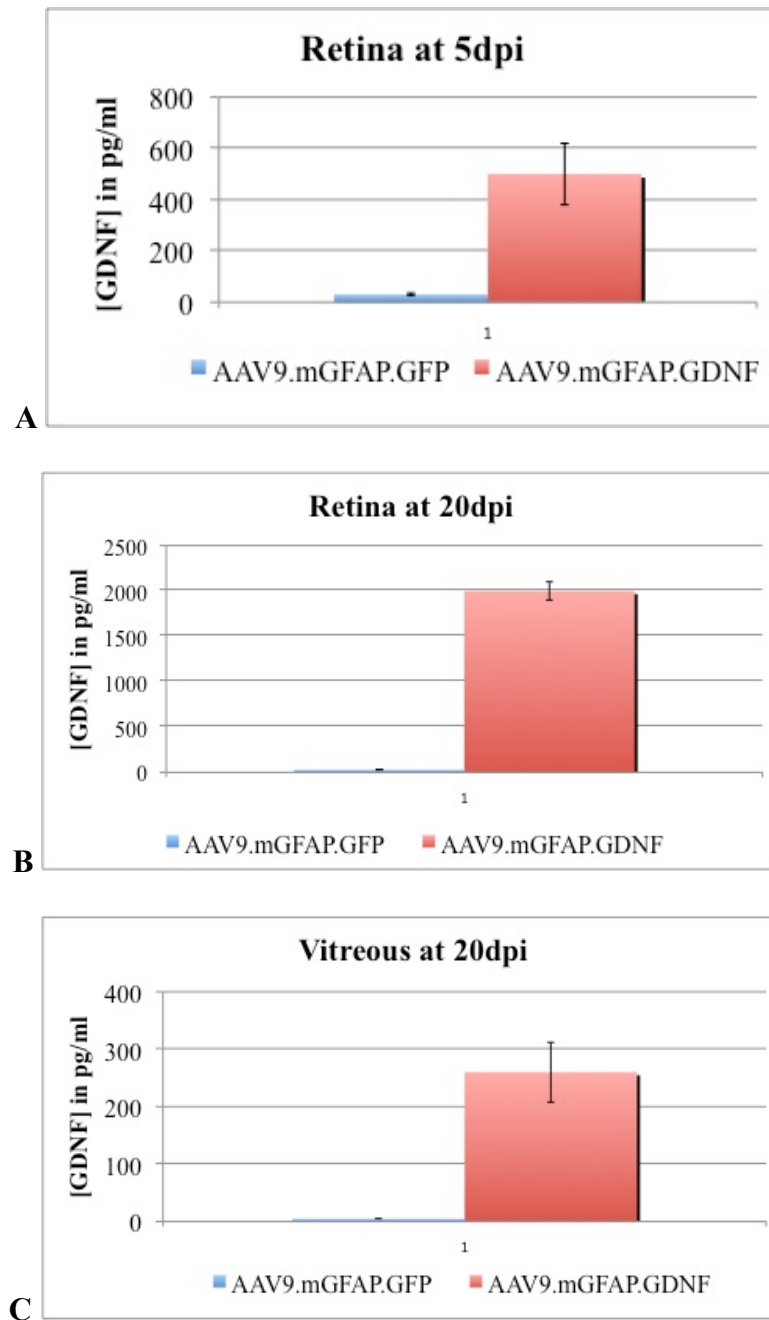 Retina at 5dpi
[GDNF] in pg/ml
800
600
400
200
0
1
AAV9.mGFAP.GFP AAV9.mGFAP.GDNF
A
Retina at 20dpi
[GDNF] in pg/ml
2500
2000
1500
1000
500
0
1
AAV9.mGFAP.GFP AAV9.mGFAP.GDNF
B
Vitreous at 20dpi
[GDNF] in pg/ml
400
300
200
100
0
1
AAV9.mGFAP.GFP AAV9.mGFAP.GDNF
C